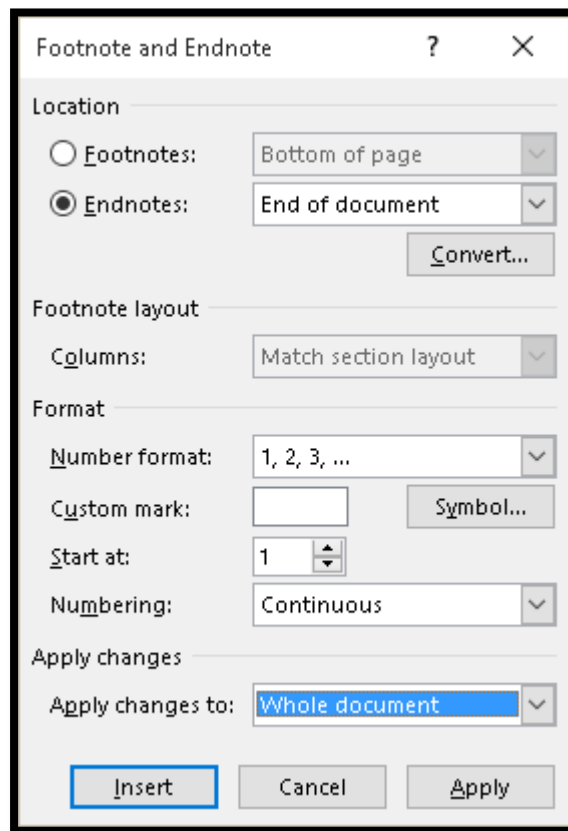 Footnote and Endnote ? ×
Location
Footnotes: Bottom of page
Endnotes: End of document
Convert...
Footnote layout
Columns: Match section layout
Format
Number format: 1, 2, 3, ...
Custom mark: Symbol...
Start at: 1
Numbering: Continuous
Apply changes
Apply changes to: Whole document
Insert Cancel Apply